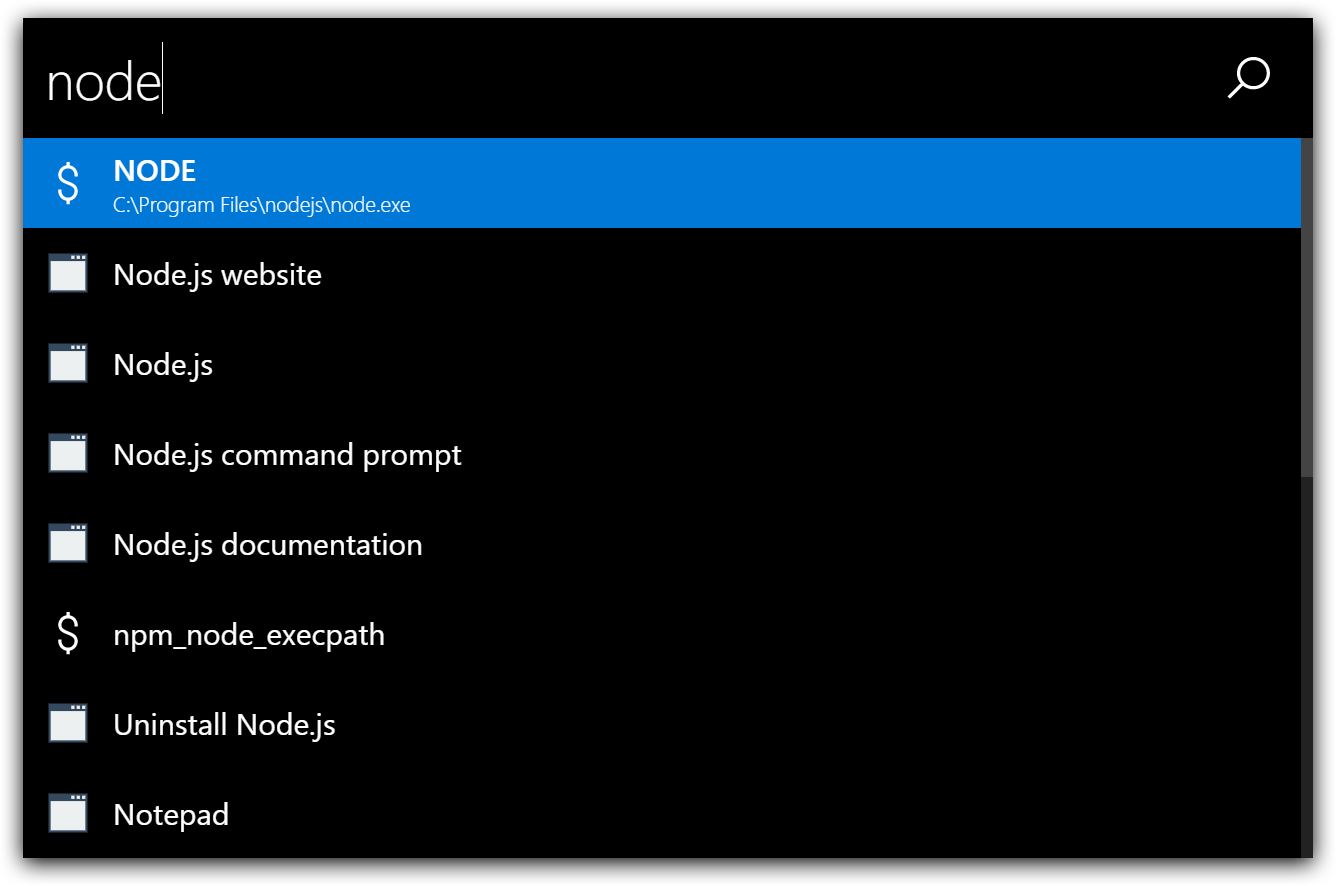 node
$ NODE
C:\Program Files\nodejs\node.exe
Node.js website
Node.js
Node.js command prompt
Node.js documentation
$ npm_node_execpath
Uninstall Node.js
Notepad